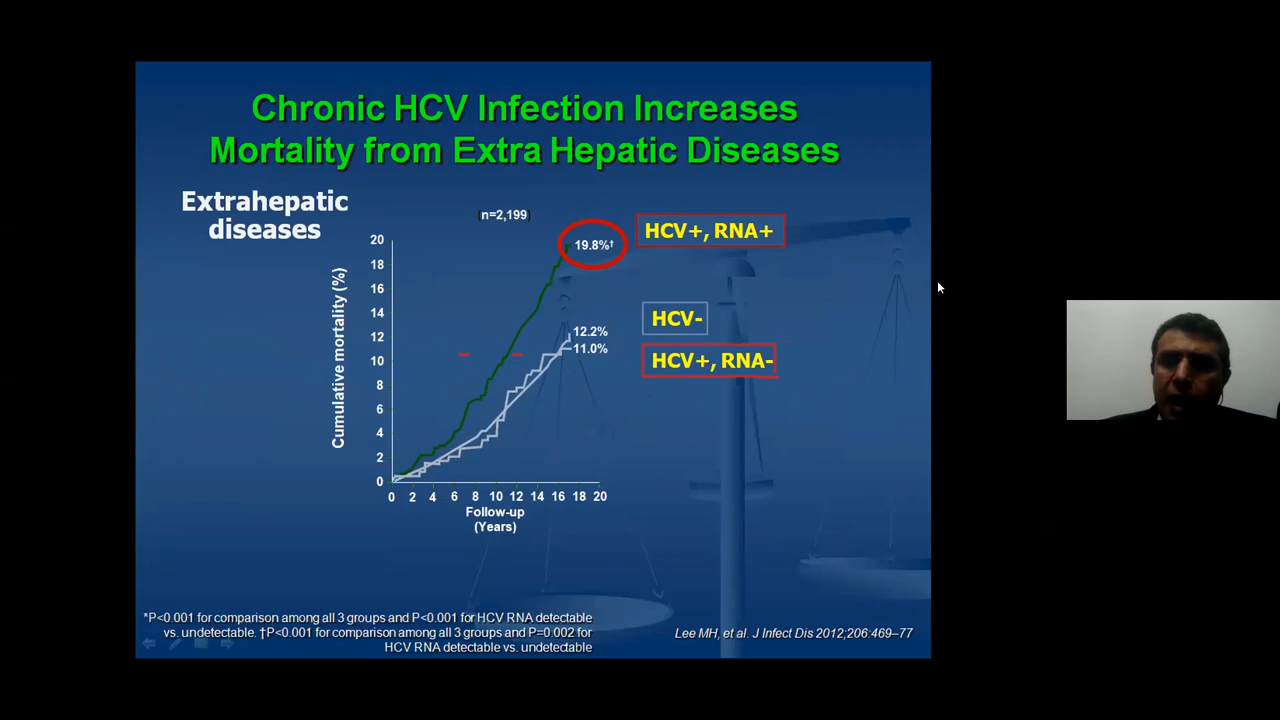 Chronic HCV Infection Increases
Mortality from Extra Hepatic Diseases
Extrahepatic
diseases
n=2,199
Cumulative mortality (%)
20
18
16
14
12
10
8
6
4
2
0
19.8%†
12.2%
11.0%
HCV+, RNA+
HCV-
HCV+, RNA-
0 2 4 6 8 10 12 14 16 18 20
Follow-up
(Years)
*P<0.001 for comparison among all 3 groups and P<0.001 for HCV RNA detectable
vs. undetectable. †P<0.001 for comparison among all 3 groups and P=0.002 for
HCV RNA detectable vs. undetectable
Lee MH, et al. J Infect Dis 2012;206:469–77